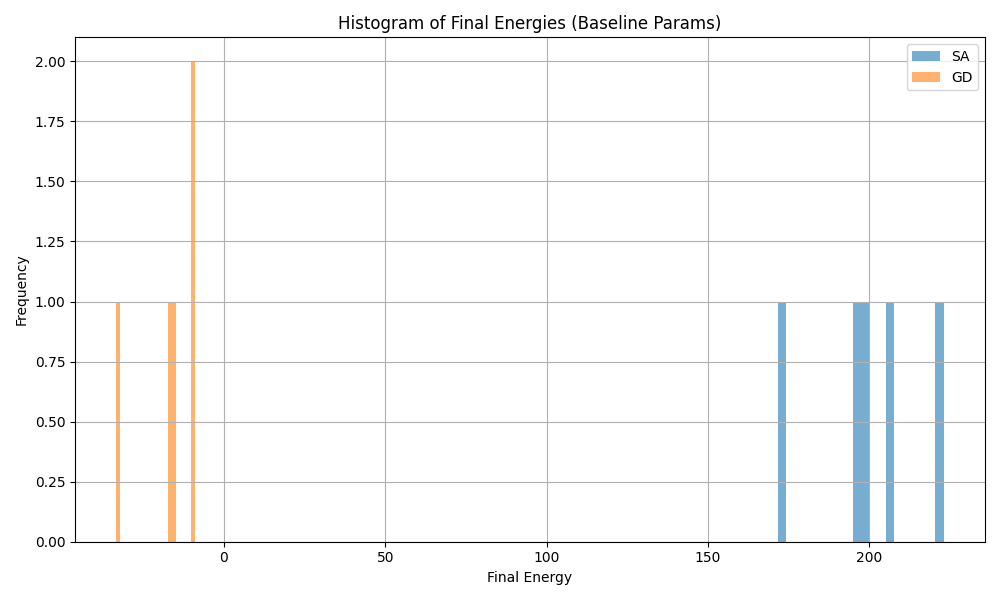 Histogram of Final Energies (Baseline Params)
SA
GD
2.00
1.75
1.50
1.25
1.00
0.75
0.50
0.25
0.00
Frequency
0 50 100 150 200
Final Energy